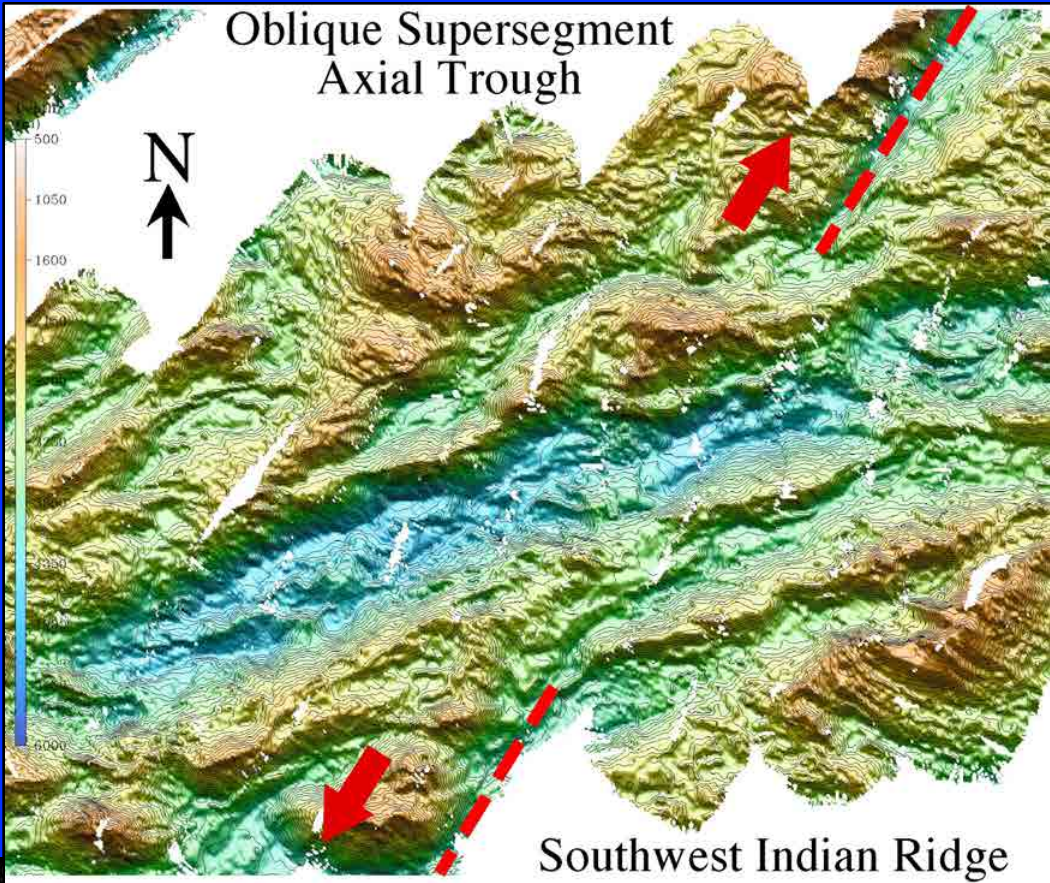 Oblique Supersegment
Axial Trough
N
500
1050
1600
6000
Southwest Indian Ridge